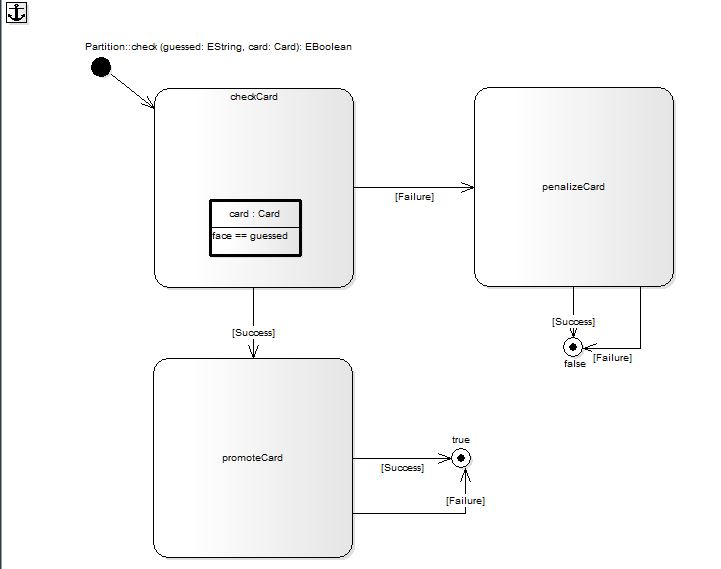 Partition::check (guessed: EString, card: Card): EBoolean
checkCard
card : Card
face == guessed
[Failure]
penalizeCard
[Success]
[Success]
false
[Failure]
promoteCard
true
[Success]
[Failure]